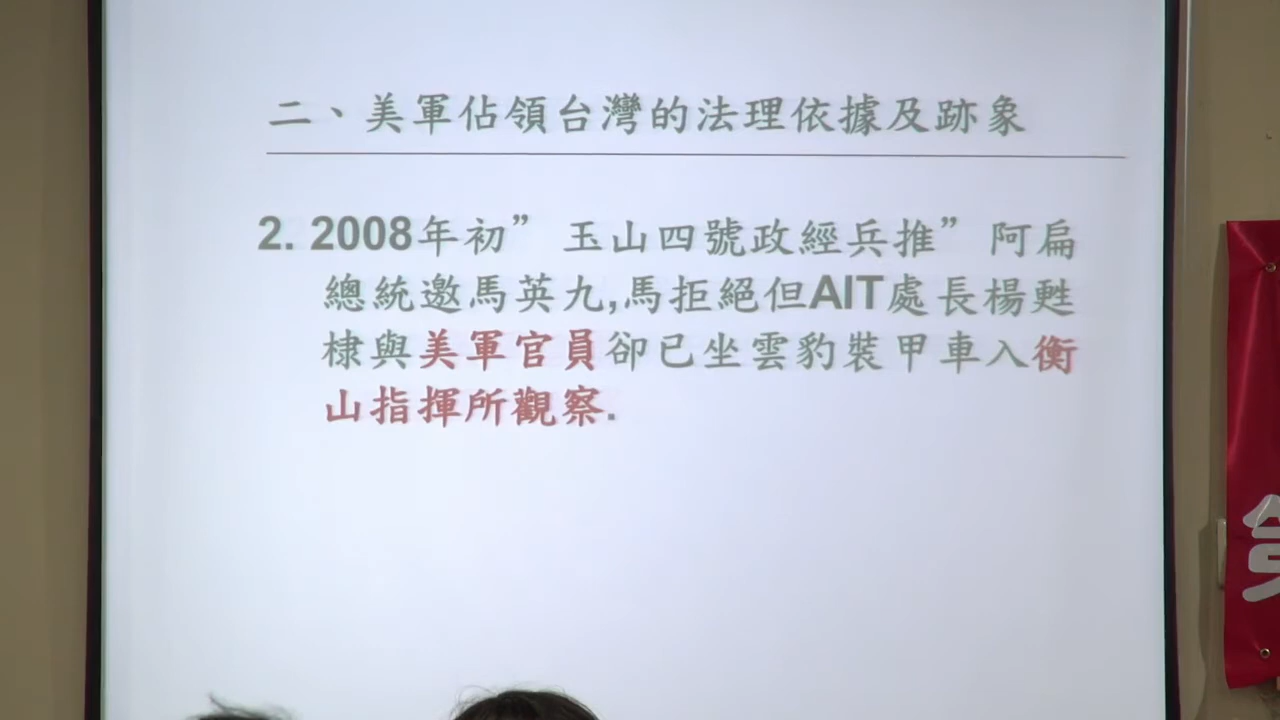 二、美軍佔領台灣的法理依據及跡象
2. 2008年初”玉山四號政經兵推”阿扁
總統邀馬英九,馬拒絕但AIT處長楊甦
棣與美軍官員卻已坐雲豹裝甲車入衡
山指揮所觀察.